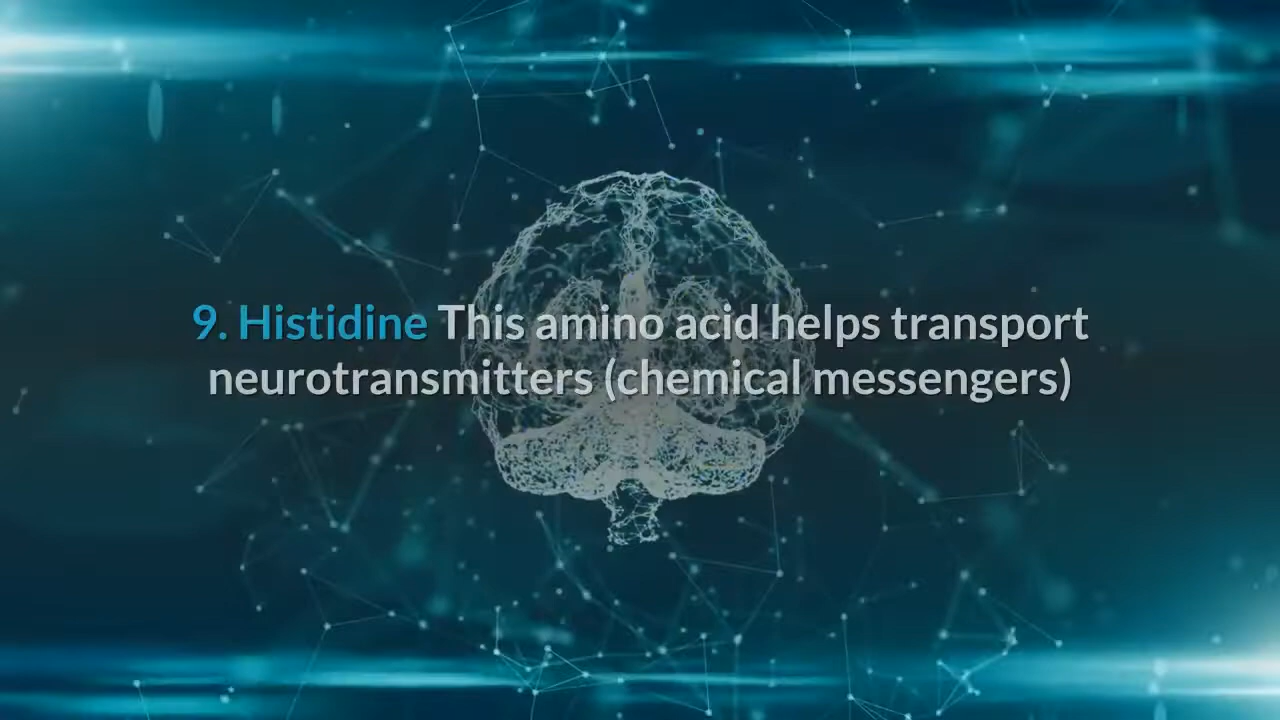 9. Histidine This amino acid helps transport
neurotransmitters (chemical messengers)